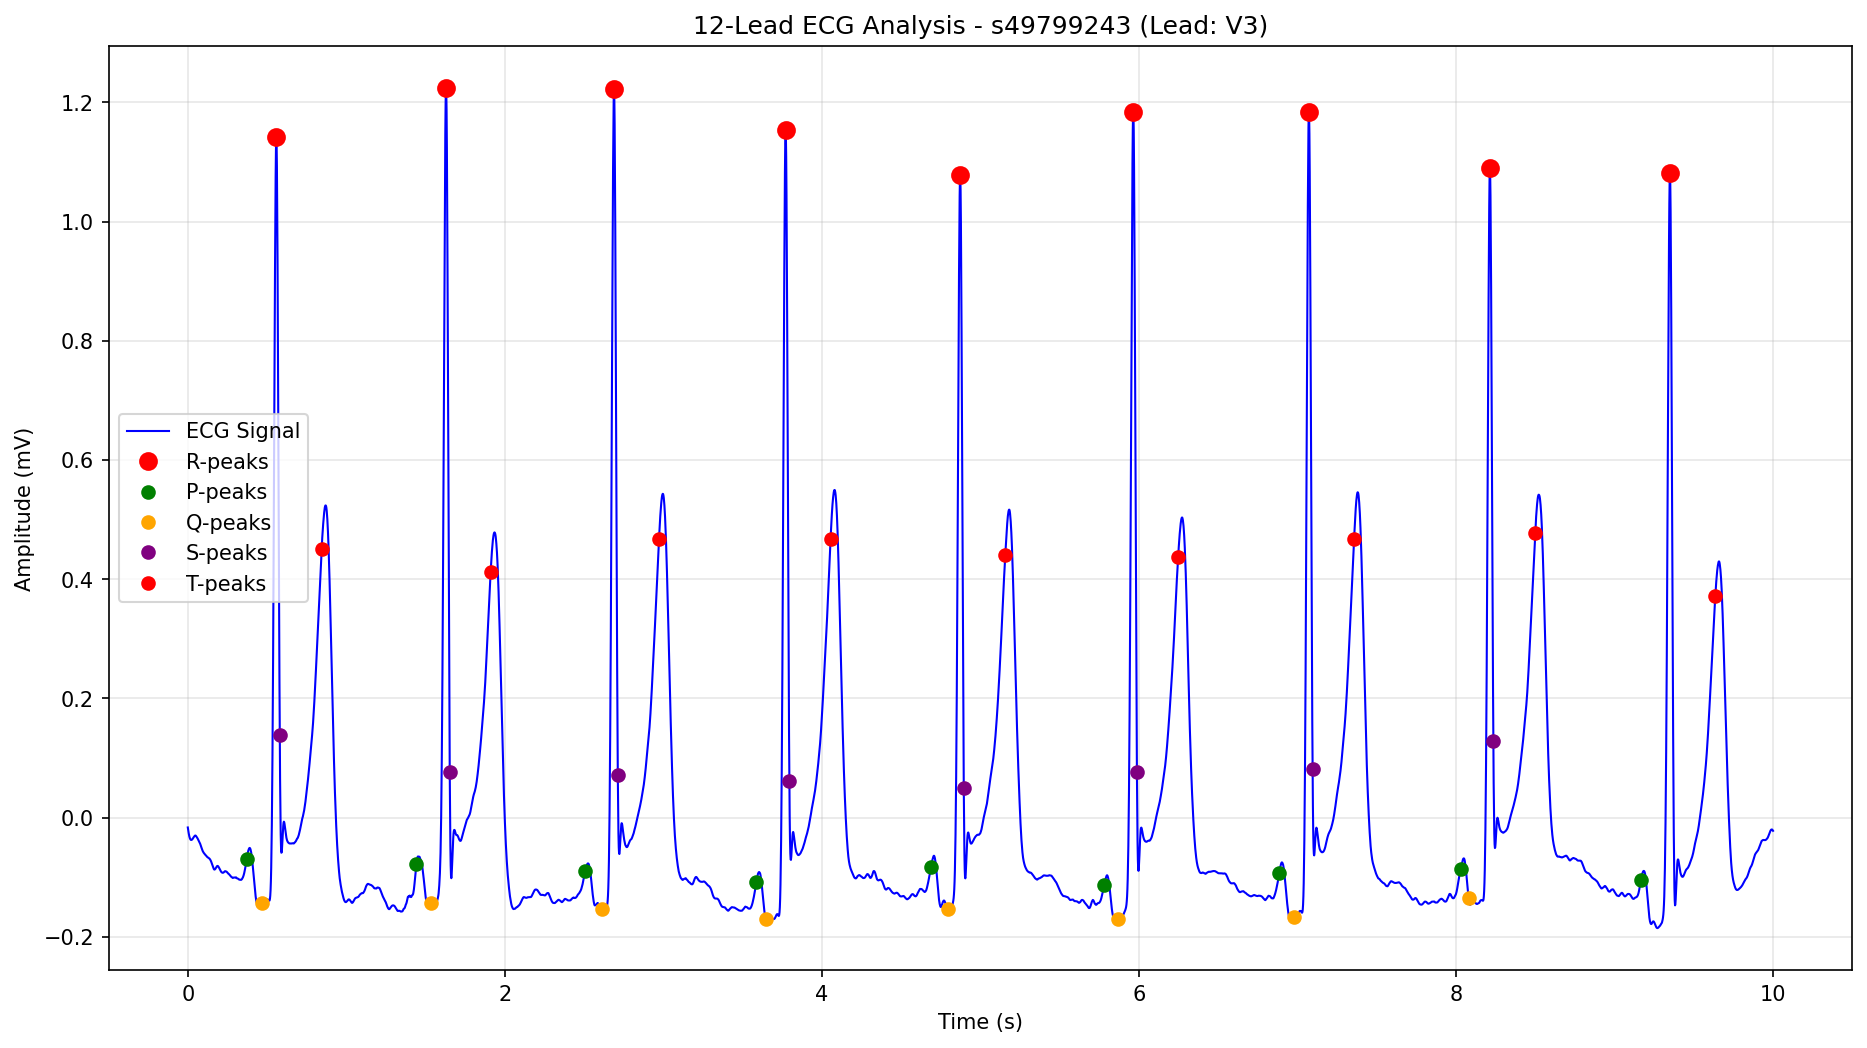 12-Lead ECG Analysis - s49799243 (Lead: V3)
Amplitude (mV)
1.2
1.0
0.8
0.6
0.4
0.2
0.0
−0.2
ECG Signal
R-peaks
P-peaks
Q-peaks
S-peaks
T-peaks
0 2 4 6 8 10
Time (s)